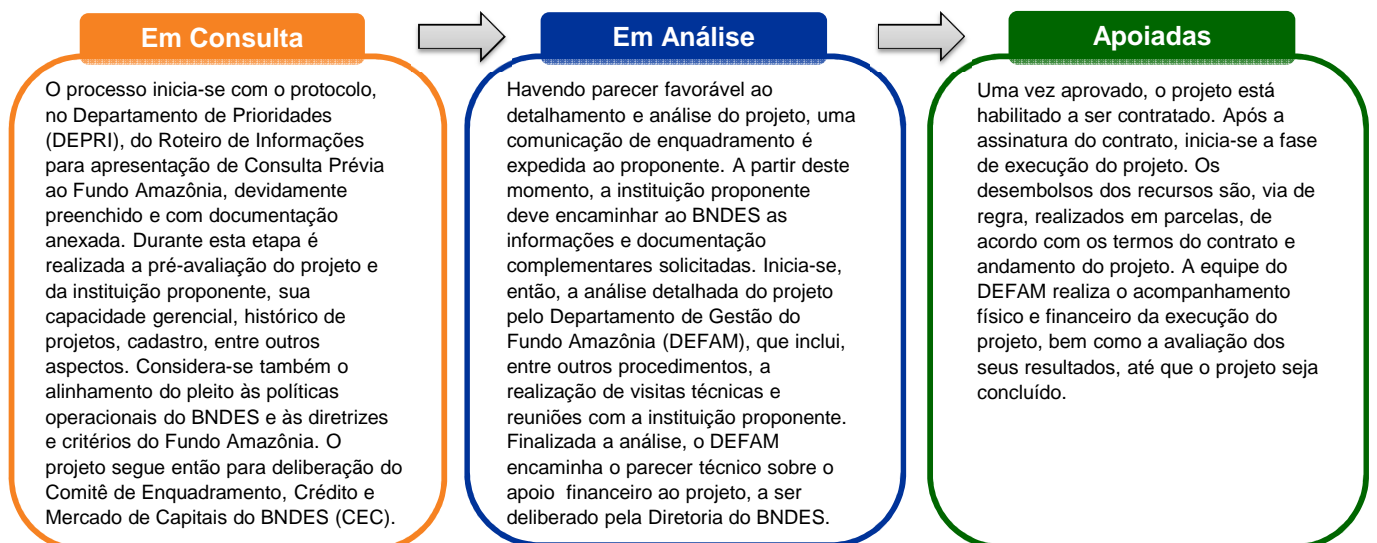 Em Consulta
O processo inicia-se com o protocolo,
no Departamento de Prioridades
(DEPRI), do Roteiro de Informações
para apresentação de Consulta Prévia
ao Fundo Amazônia, devidamente
preenchido e com documentação
anexada. Durante esta etapa é
realizada a pré-avaliação do projeto e
da instituição proponente, sua
capacidade gerencial, histórico de
projetos, cadastro, entre outros
aspectos. Considera-se também o
alinhamento do pleito às políticas
operacionais do BNDES e às diretrizes
e critérios do Fundo Amazônia. O
projeto segue então para deliberação do
Comitê de Enquadramento, Crédito e
Mercado de Capitais do BNDES (CEC).
Em Análise
Havendo parecer favorável ao
detalhamento e análise do projeto, uma
comunicação de enquadramento é
expedida ao proponente. A partir deste
momento, a instituição proponente
deve encaminhar ao BNDES as
informações e documentação
complementares solicitadas. Inicia-se,
então, a análise detalhada do projeto
pelo Departamento de Gestão do
Fundo Amazônia (DEFAM), que inclui,
entre outros procedimentos, a
realização de visitas técnicas e
reuniões com a instituição proponente.
Finalizada a análise, o DEFAM
encaminha o parecer técnico sobre o
apoio financeiro ao projeto, a ser
deliberado pela Diretoria do BNDES.
Apoiadas
Uma vez aprovado, o projeto está
habilitado a ser contratado. Após a
assinatura do contrato, inicia-se a fase
de execução do projeto. Os
desembolsos dos recursos são, via de
regra, realizados em parcelas, de
acordo com os termos do contrato e
andamento do projeto. A equipe do
DEFAM realiza o acompanhamento
físico e financeiro da execução do
projeto, bem como a avaliação dos
seus resultados, até que o projeto seja
concluído.